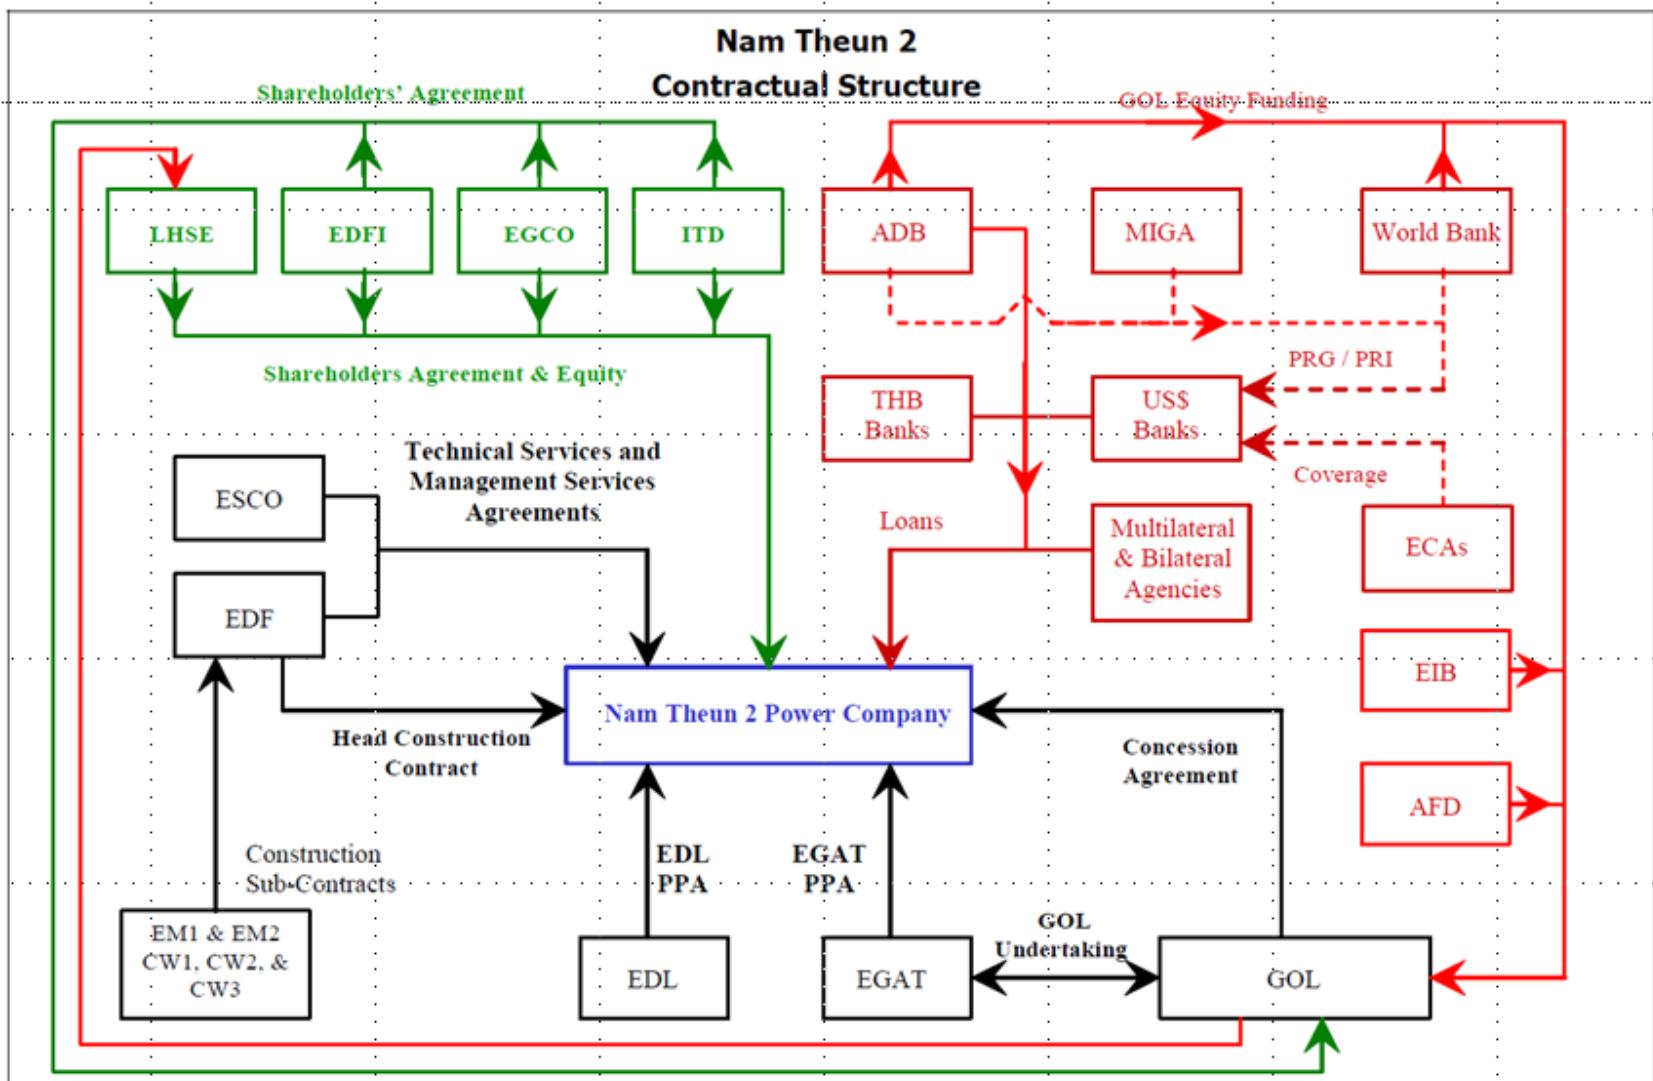 Nam Theun 2
Contractual Structure
Shareholders' Agreement
GOL Equity Funding
LHSE
EDFI
EGCO
ITD
ADB
MIGA
World Bank
Shareholders Agreement & Equity
PRG / PRI
THB
Banks
US$
Banks
Coverage
Technical Services and
Management Services
Agreements
ESCO
Loans
Multilateral
& Bilateral
Agencies
ECAs
EDF
EIB
Nam Theun 2 Power Company
Head Construction
Contract
Concession
Agreement
AFD
Construction
Sub-Contracts
EDL
PPA
EGAT
PPA
GOL
Undertaking
EM1 & EM2
CW1, CW2, &
CW3
EDL
EGAT
GOL